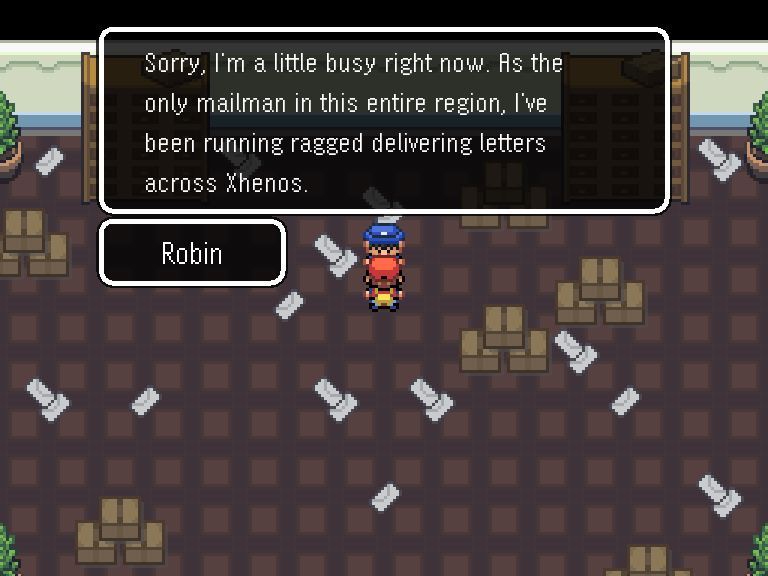 Sorry, I'm a little busy right now. As the
only mailman in this entire region, I've
been running ragged delivering letters
across Xhenos.
Robin